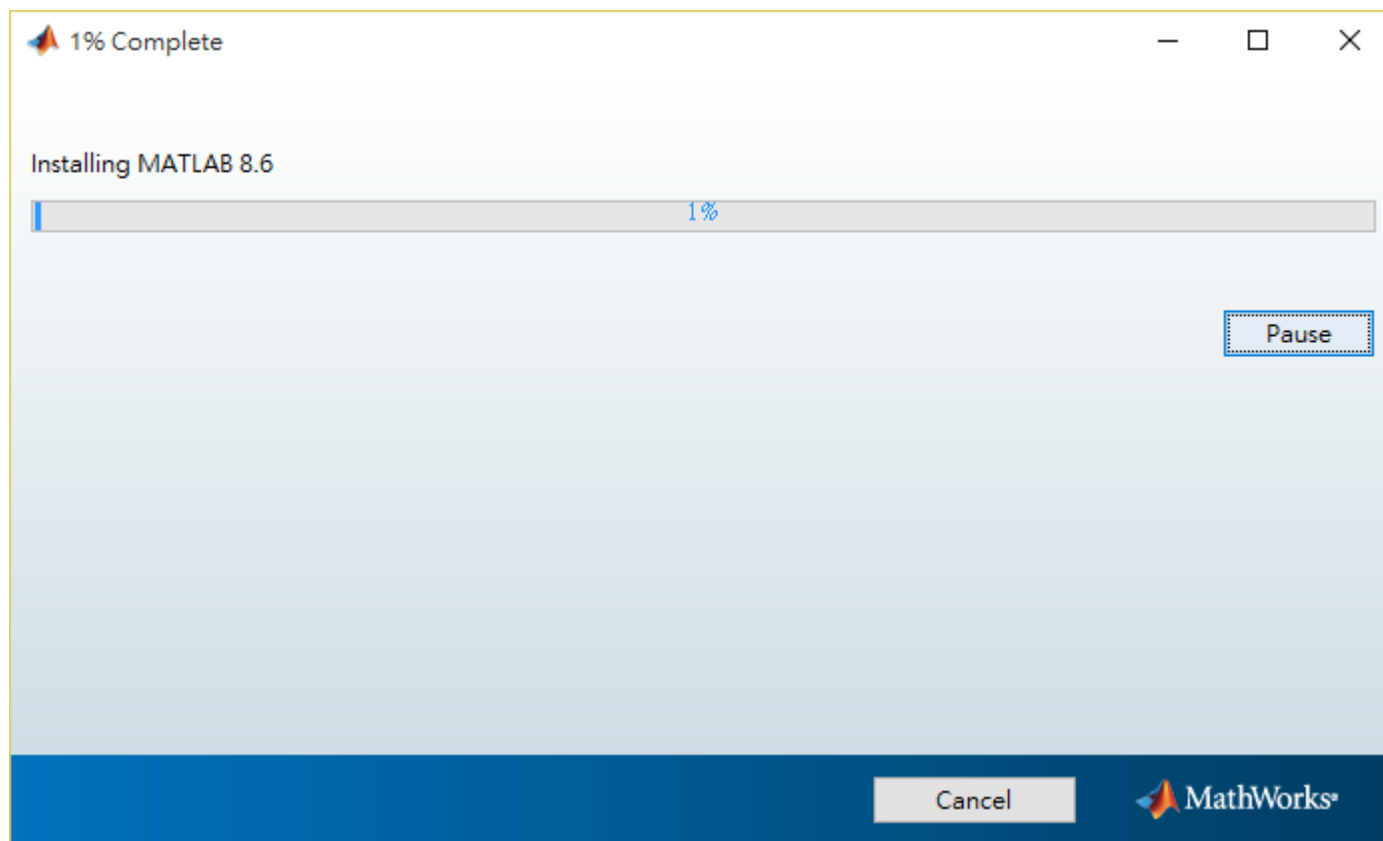 1% Complete
Installing MATLAB 8.6
1%
Pause
Cancel
MathWorks®